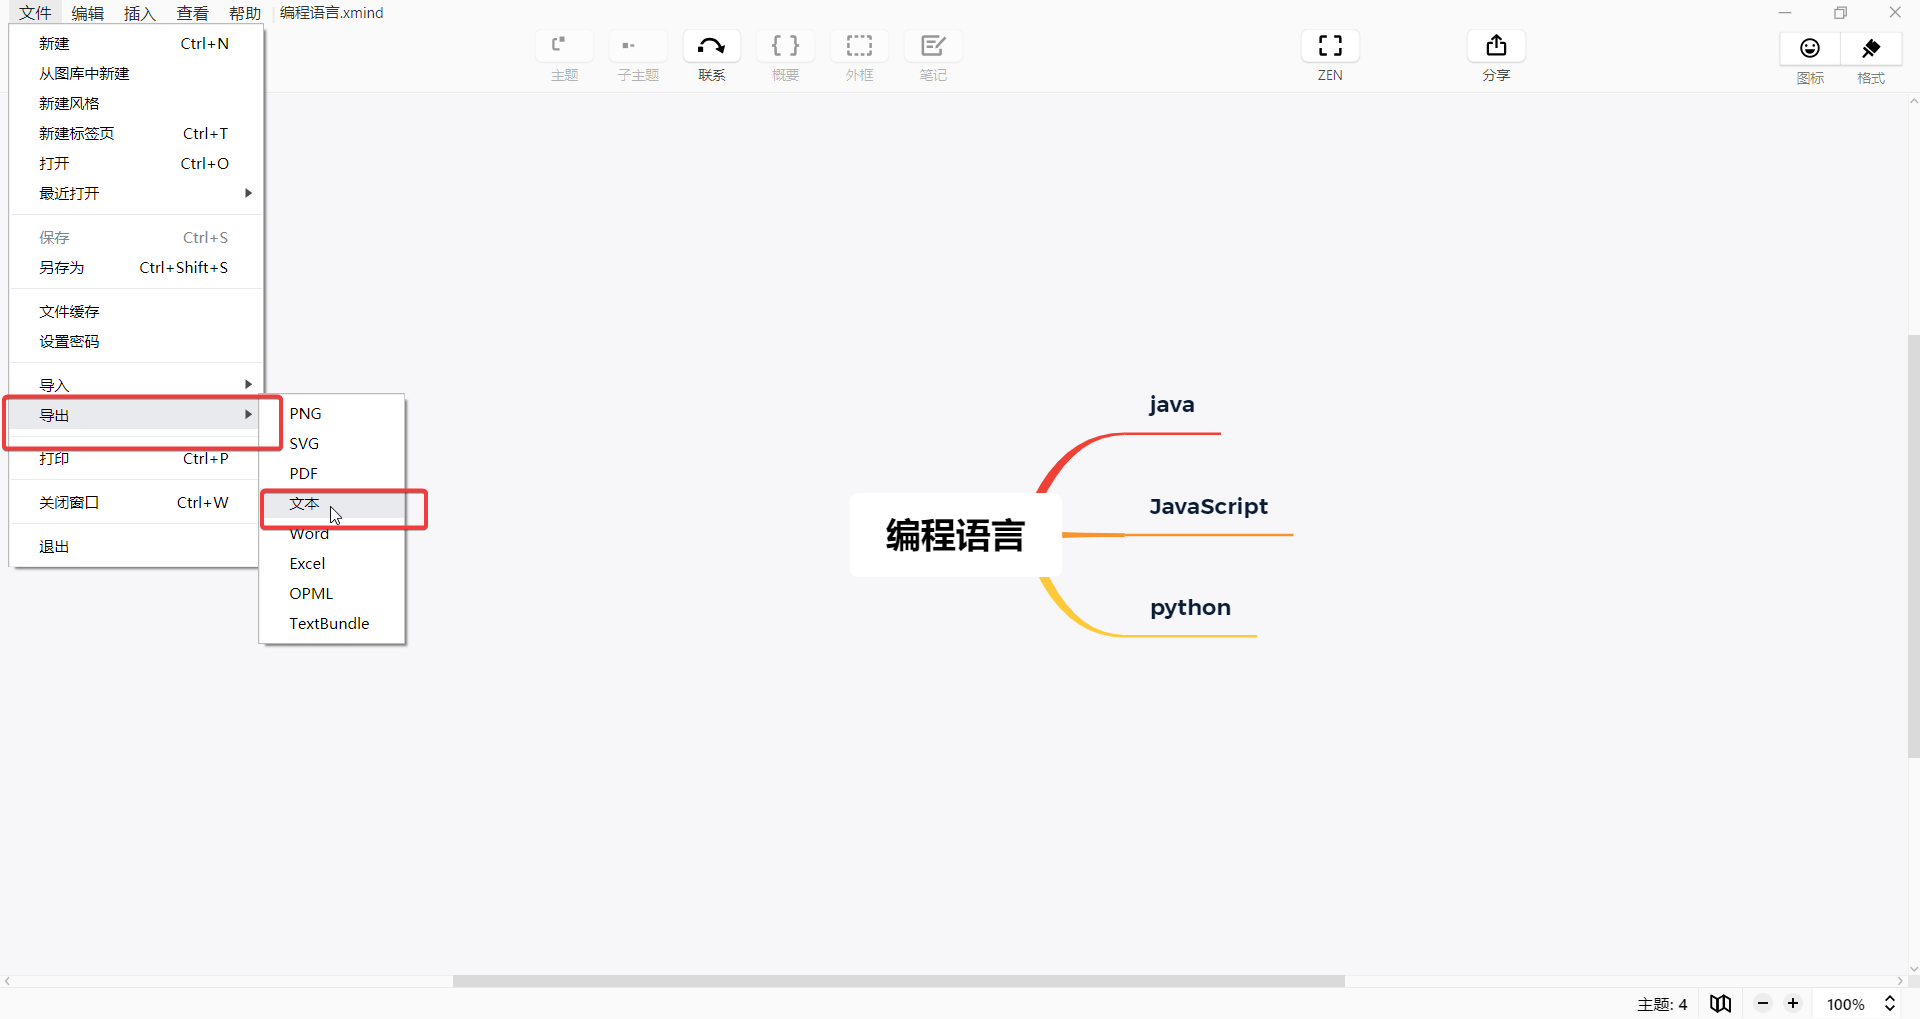 文件 编辑 插入 查看 帮助 编程语言.xmind
新建 Ctrl+N
从图库中新建
新建风格
新建标签页 Ctrl+T
打开 Ctrl+O
最近打开
保存 Ctrl+S
另存为 Ctrl+Shift+S
文件缓存
设置密码
导入
导出
打印 Ctrl+P
关闭窗口 Ctrl+W
退出
PNG
SVG
PDF
文本
Word
Excel
OPML
TextBundle
主题 子主题 联系 概要 外框 笔记 ZEN 分享 图标 格式
java
JavaScript
编程语言
python
主题: 4 100%